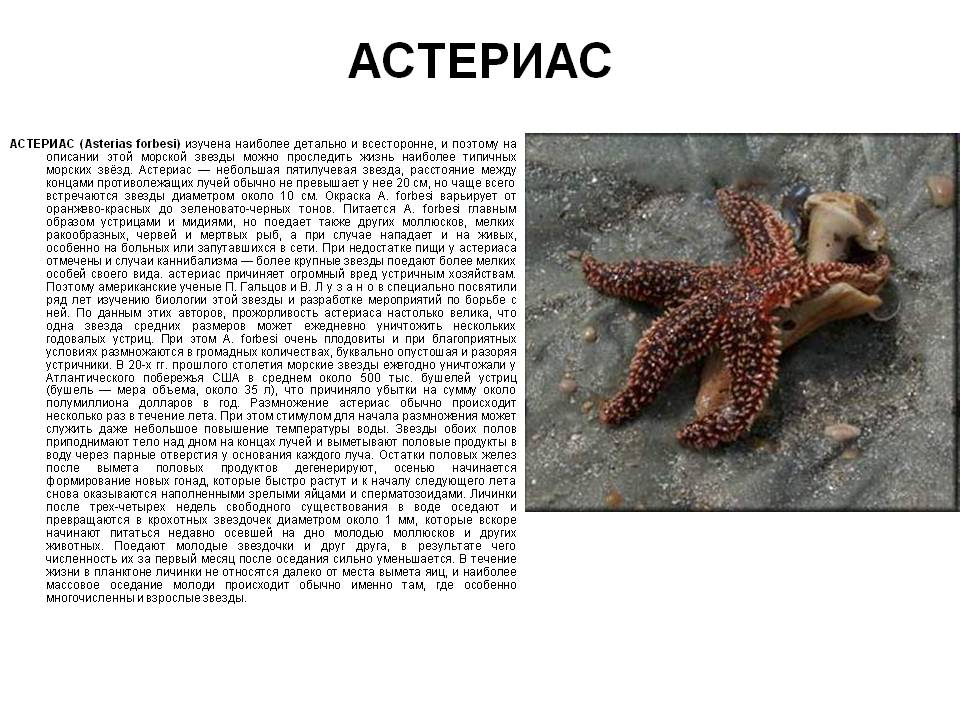 АСТЕРИАС
АСТЕРИАС (Asterias forbesi) изучена наиболее детально и всесторонне, и поэтому на
описании этой морской звезды можно проследить жизнь наиболее типичных
морских звёзд. Астериас — небольшая пятилучевая звезда, расстояние между
концами противолежащих лучей обычно не превышает у нее 20 см, но чаще всего
встречаются звезды диаметром около 10 см. Окраска A. forbesi варьирует от
оранжево-красных до зеленовато-черных тонов. Питается A. forbesi главным
образом устрицами и мидиями, но поедает также других моллюсков, мелких
ракообразных, червей и мертвых рыб, а при случае нападает и на живых,
особенно на больных или запутавшихся в сети. При недостатке пищи у астериаса
отмечены и случаи каннибализма — более крупные звезды поедают более мелких
особей своего вида. астериас причиняет огромный вред устричным хозяйствам.
Поэтому американские ученые П. Гальцов и В. Л у з а н о в специально посвятили
ряд лет изучению биологии этой звезды и разработке мероприятий по борьбе с
ней. По данным этих авторов, прожорливость астериаса настолько велика, что
одна звезда средних размеров может ежедневно уничтожить нескольких
годовалых устриц. При этом A. forbesi очень плодовиты и при благоприятных
условиях размножаются в громадных количествах, буквально опустошая и разоряя
устричники. В 20-х гг. прошлого столетия морские звезды ежегодно уничтожали у
Атлантического побережья США в среднем около 500 тыс. бушелей устриц
(бушель — мера объема, около 35 л), что причиняло убытки на сумму около
полумиллиона долларов в год. Размножение астериас обычно происходит
несколько раз в течение лета. При этом стимулом для начала размножения может
служить даже небольшое повышение температуры воды. Звезды обоих полов
приподнимают тело над дном на концах лучей и выметывают половые продукты в
воду через парные отверстия у основания каждого луча. Остатки половых желез
после вымета половых продуктов дегенерируют, осенью начинается
формирование новых гонад, которые быстро растут и к началу следующего лета
снова оказываются наполненными зрелыми яйцами и сперматозоидами. Личинки
после трех-четырех недель свободного существования в воде оседают и
превращаются в крохотных звездочек диаметром около 1 мм, которые вскоре
начинают питаться недавно осевшей на дно молодью моллюсков и других
животных. Поедают молодые звездочки и друг друга, в результате чего
численность их за первый месяц после оседания сильно уменьшается. В течение
жизни в планктоне личинки не относятся далеко от места вымета яиц, и наиболее
массовое оседание молоди происходит обычно именно там, где особенно
многочисленны и взрослые звезды.